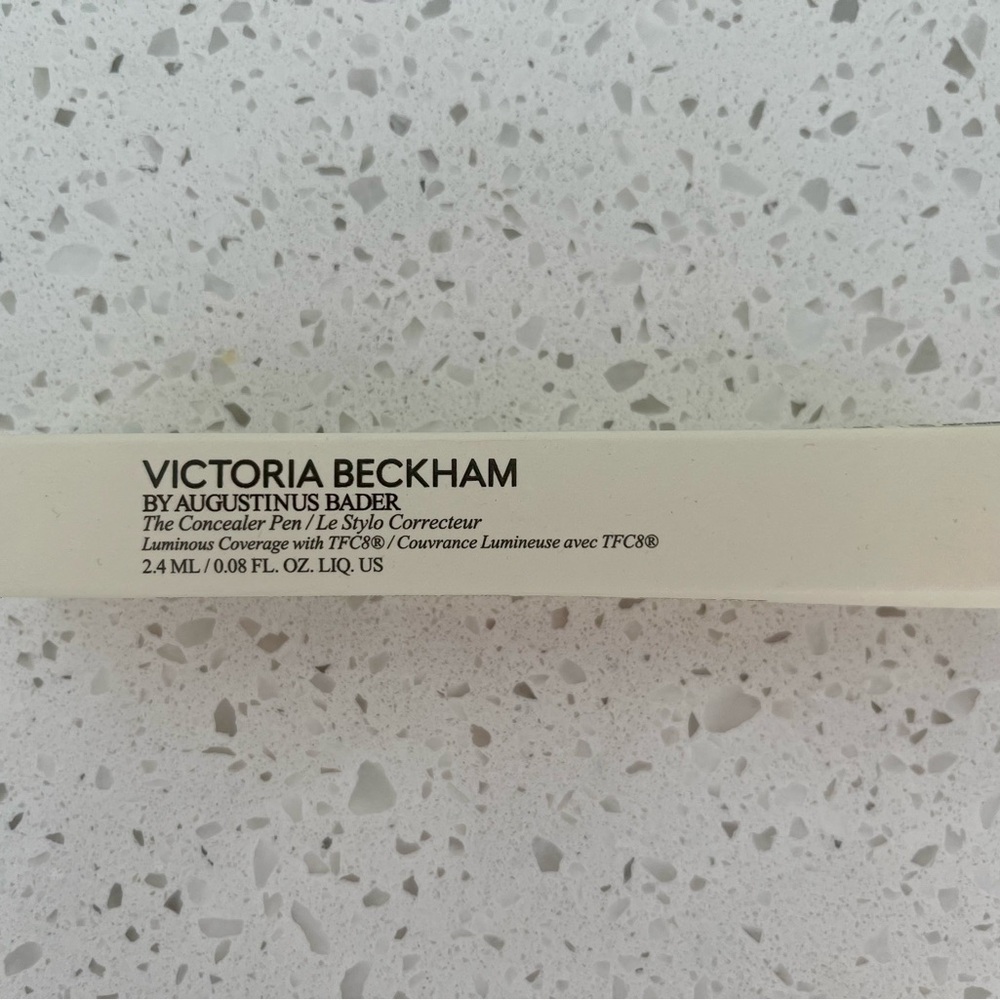 VICTORIA BECKHAM
BY AUGUSTINUS BADER
The Concealer Pen / Le Stylo Correcteur
Luminous Coverage with TFC8® / Couvrance Lumineuse avec TFC8®
2.4 ML / 0.08 FL. OZ. LIQ. US